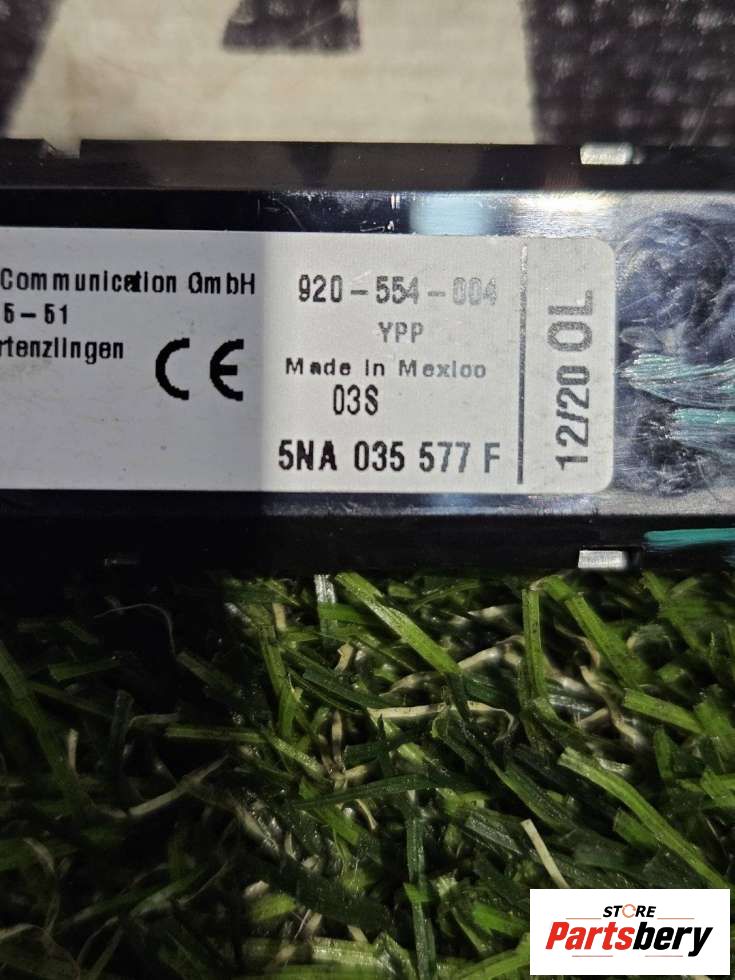 Communication GmbH
5-51
rtenzlingen
CE
920-554-004
YPP
Made in Mexico
03S
5NA 035 577 F
12/20 OL
STORE
Partsbery